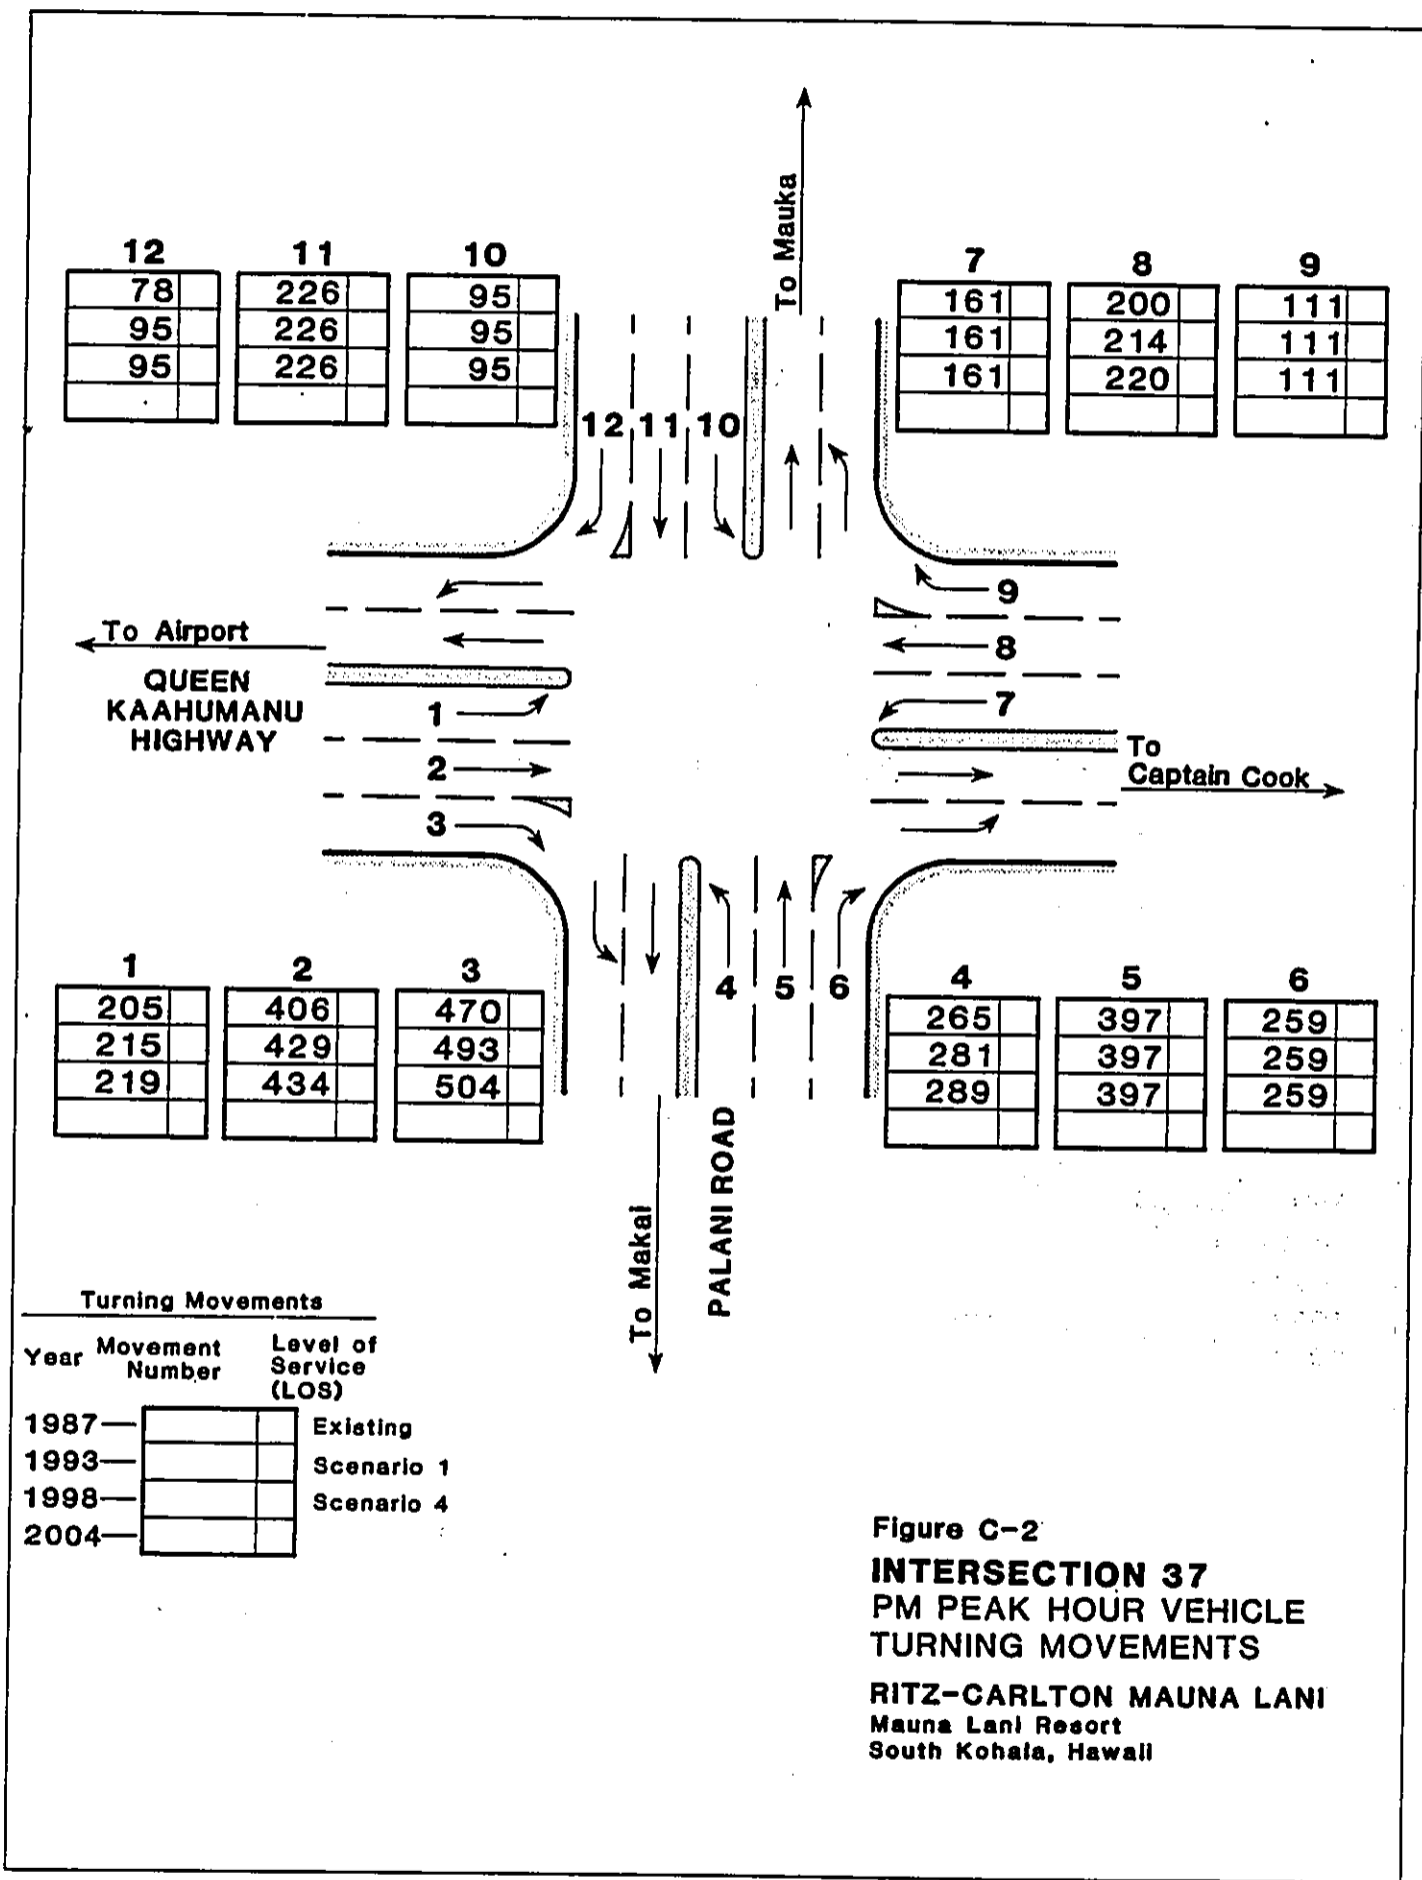 To Mauka
12 11 10
78 226 95
95 226 95
95 226 95
7 8 9
161 200 111
161 214 111
161 220 111
12 11 10
9
8
7
To Airport
QUEEN
KAAHUMANU
HIGHWAY
1
2
3
To
Captain Cook
4 5 6
1 2 3
205 406 470
215 429 493
219 434 504
4 5 6
265 397 259
281 397 259
289 397 259
To Makai
PALANI ROAD
Turning Movements
Year Movement Number Level of Service (LOS)
1987— Existing
1993— Scenario 1
1998— Scenario 4
2004—
Figure C-2
INTERSECTION 37
PM PEAK HOUR VEHICLE
TURNING MOVEMENTS
RITZ-CARLTON MAUNA LANI
Mauna Lani Resort
South Kohala, Hawaii